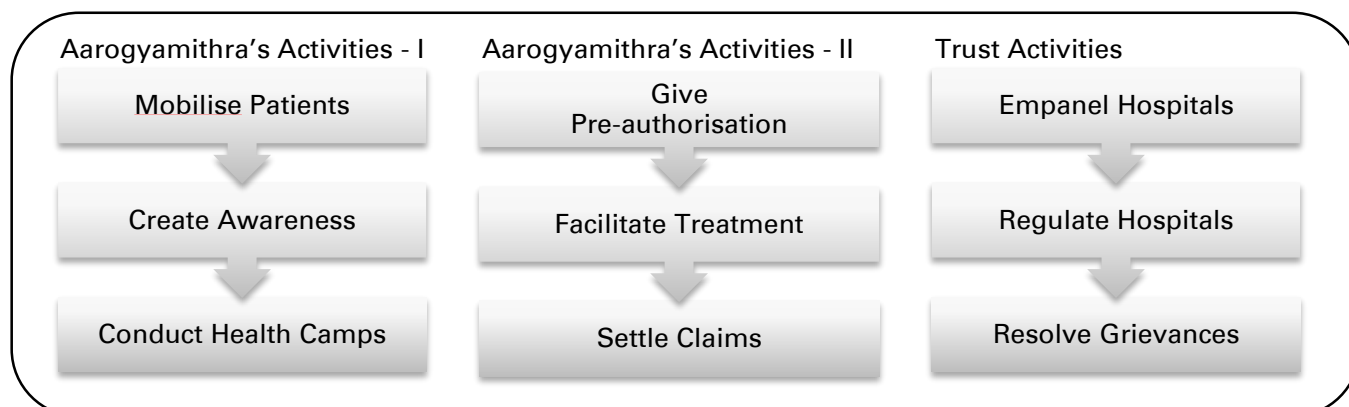 Aarogyamithra's Activities - I
Mobilise Patients
Create Awareness
Conduct Health Camps
Aarogyamithra's Activities - II
Give
Pre-authorisation
Facilitate Treatment
Settle Claims
Trust Activities
Empanel Hospitals
Regulate Hospitals
Resolve Grievances